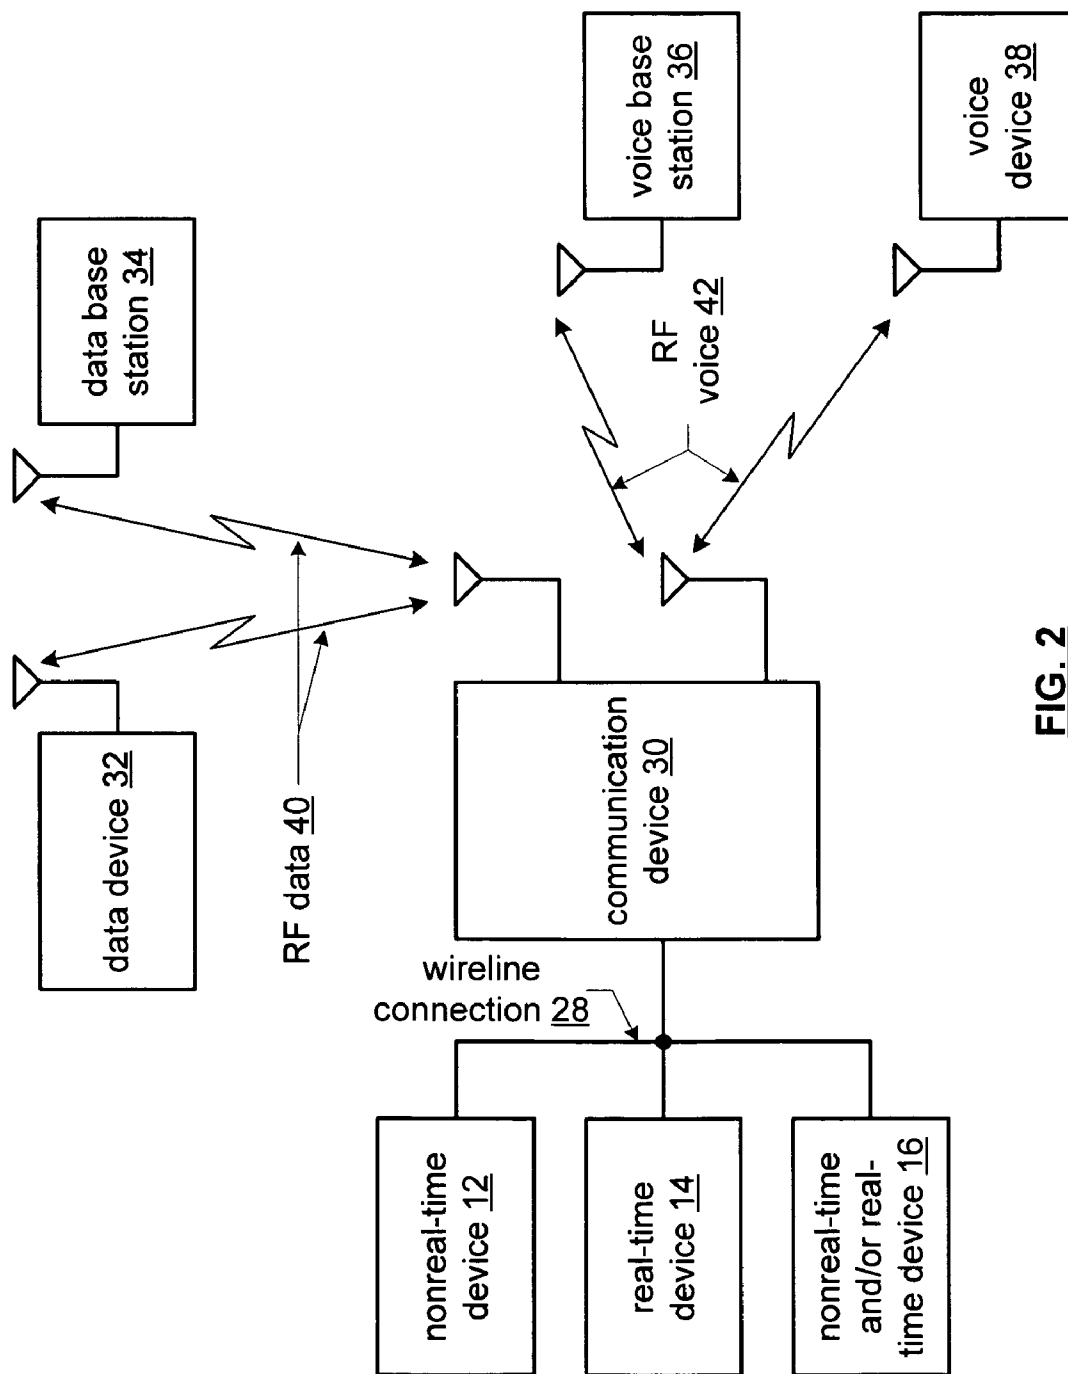 data device 32
data base
station 34
RF data 40
wireline
connection 28
communication
device 30
RF
voice 42
voice base
station 36
voice
device 38
nonreal-time
device 12
real-time
device 14
nonreal-time
and/or real-
time device 16
FIG. 2